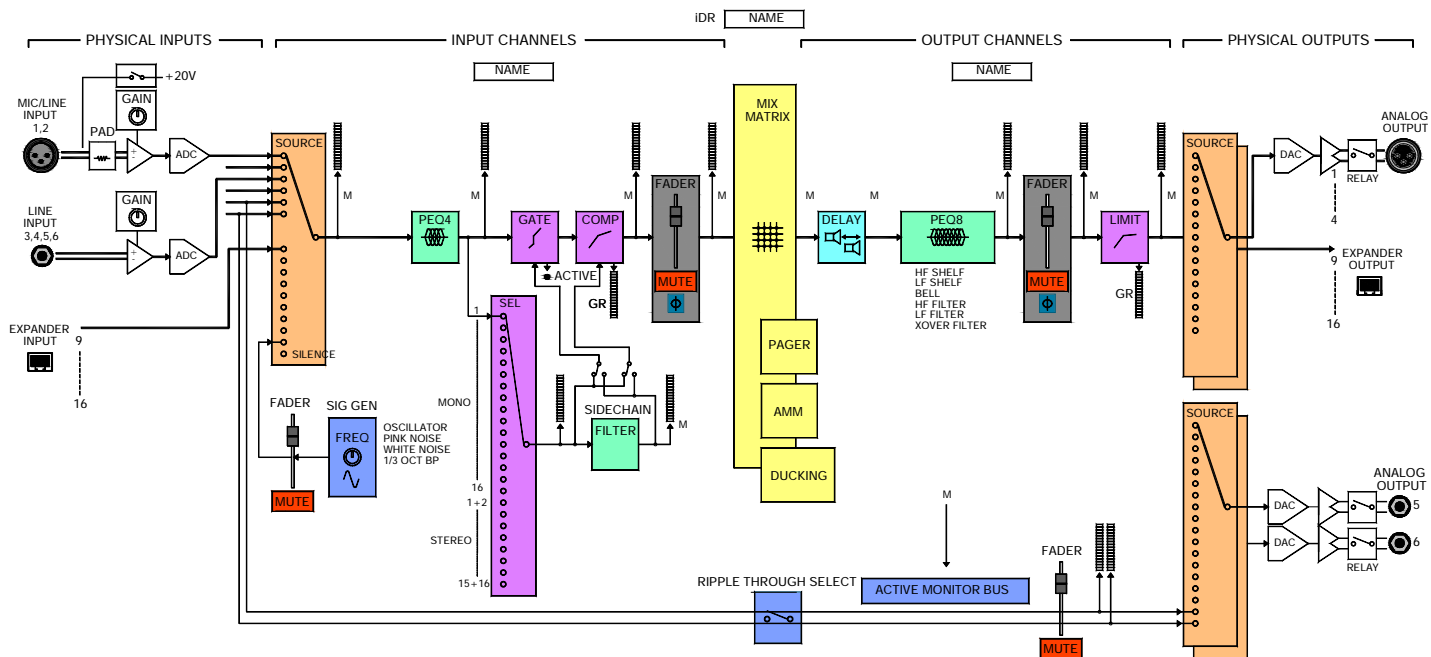 iDR NAME
PHYSICAL INPUTS
INPUT CHANNELS
OUTPUT CHANNELS
PHYSICAL OUTPUTS
NAME
NAME
+20V
GAIN
MIC/LINE
INPUT
1,2
PAD
+
-
ADC
GAIN
LINE
INPUT
3,4,5,6
+
-
ADC
EXPANDER
INPUT
9
16
SOURCE
SILENCE
M
FADER
MUTE
SIG GEN
FREQ
OSCILLATOR
PINK NOISE
WHITE NOISE
1/3 OCT BP
PEQ4
M
GATE
ACTIVE
COMP
GR
M
FADER
MUTE
Φ
M
SEL
1
MONO
16
1+2
STEREO
15+16
SIDECHAIN
FILTER
M
MIX
MATRIX
PAGER
AMM
DUCKING
M
DELAY
M
PEQ8
HF SHELF
LF SHELF
BELL
HF FILTER
LF FILTER
XOVER FILTER
M
FADER
MUTE
Φ
M
LIMIT
GR
M
SOURCE
DAC
RELAY
ANALOG
OUTPUT
1
4
9
EXPANDER
OUTPUT
16
M
ACTIVE MONITOR BUS
RIPPLE THROUGH SELECT
FADER
MUTE
SOURCE
DAC
ANALOG
OUTPUT
5
DAC
6
RELAY